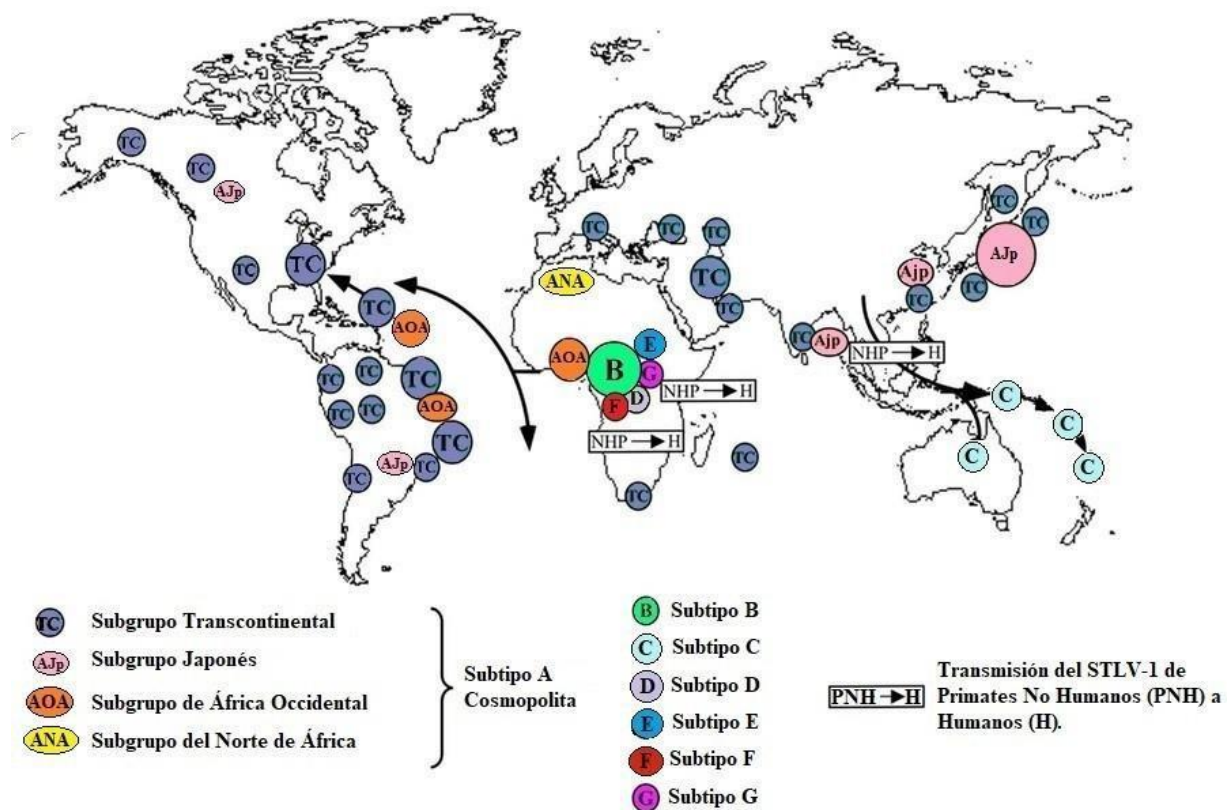 TC
TC
AJp
TC
TC
TC
AOA
TC
TC
TC
AOA
TC
TC
TC
AJp
TC
TC
TC
TC
TC
TC
TC
ANA
AOA
B
E
G
D
F
NHP → H
NHP → H
TC
TC
TC
Ajp
NHP → H
TC
TC
AJp
Ajp
TC
TC
C
C
C
C
TC Subgrupo Transcontinental
AJp Subgrupo Japonés
AOA Subgrupo de África Occidental
ANA Subgrupo del Norte de África
Subtipo A
Cosmopolita
B Subtipo B
C Subtipo C
D Subtipo D
E Subtipo E
F Subtipo F
G Subtipo G
PNH → H
Transmisión del STLV-1 de
Primates No Humanos (PNH) a
Humanos (H).